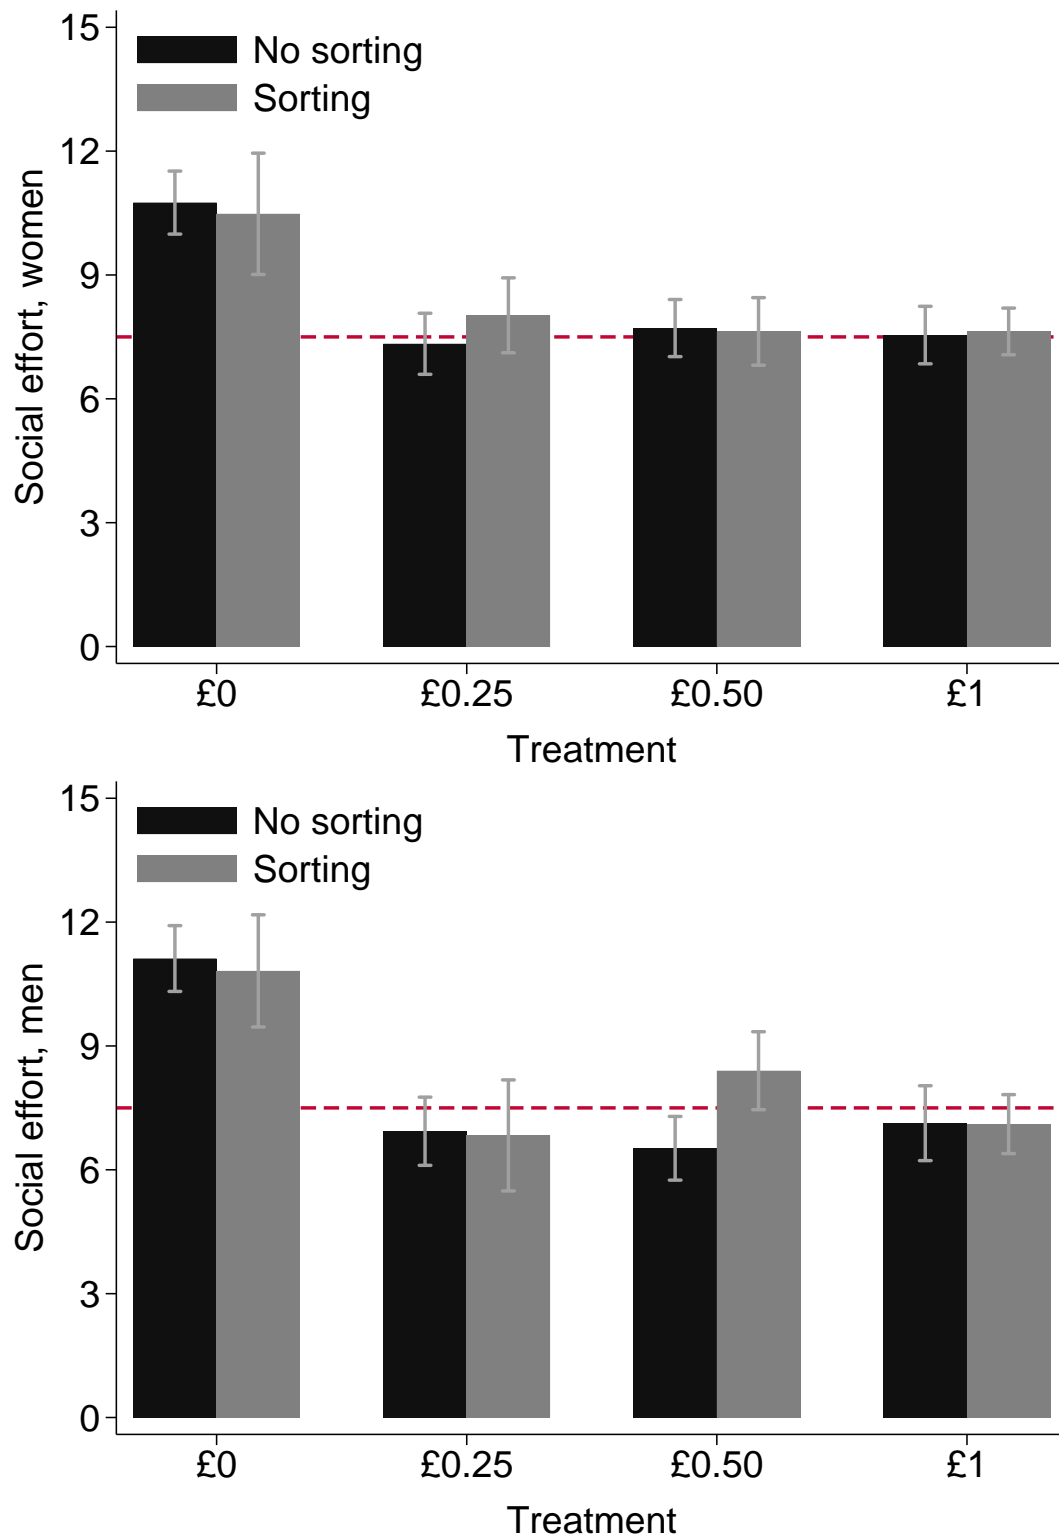 15
12
9
6
3
0
Social effort, women
No sorting
Sorting
£0 £0.25 £0.50 £1
Treatment
15
12
9
6
3
0
Social effort, men
No sorting
Sorting
£0 £0.25 £0.50 £1
Treatment